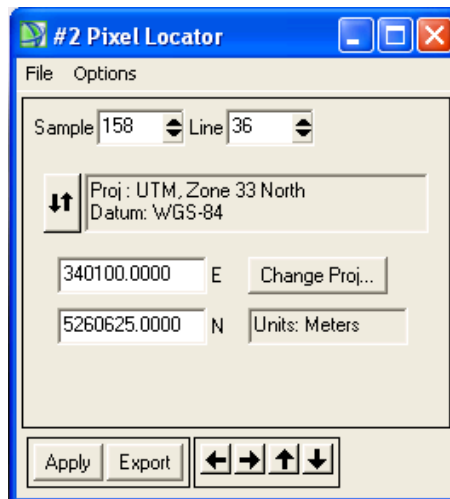 #2 Pixel Locator
File Options
Sample 158 Line 36
Proj : UTM, Zone 33 North
Datum: WGS-84
340100.0000 E Change Proj...
5260625.0000 N Units: Meters
Apply Export